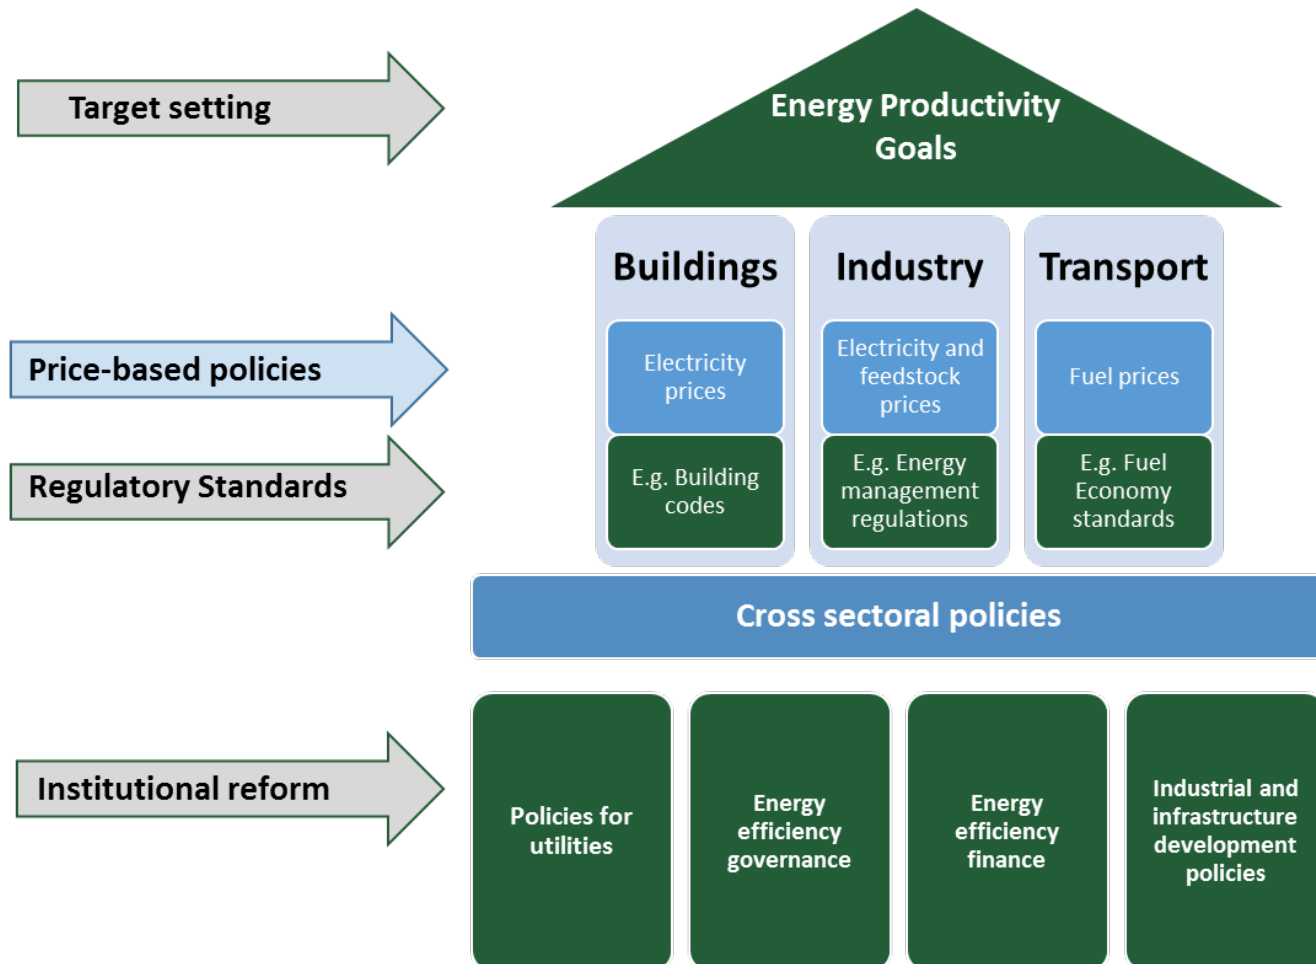 Target setting
Energy Productivity
Goals
Buildings
Industry
Transport
Price-based policies
Electricity
prices
Electricity and
feedstock
prices
Fuel prices
Regulatory Standards
E.g. Building
codes
E.g. Energy
management
regulations
E.g. Fuel
Economy
standards
Cross sectoral policies
Institutional reform
Policies for
utilities
Energy
efficiency
governance
Energy
efficiency
finance
Industrial and
infrastructure
development
policies